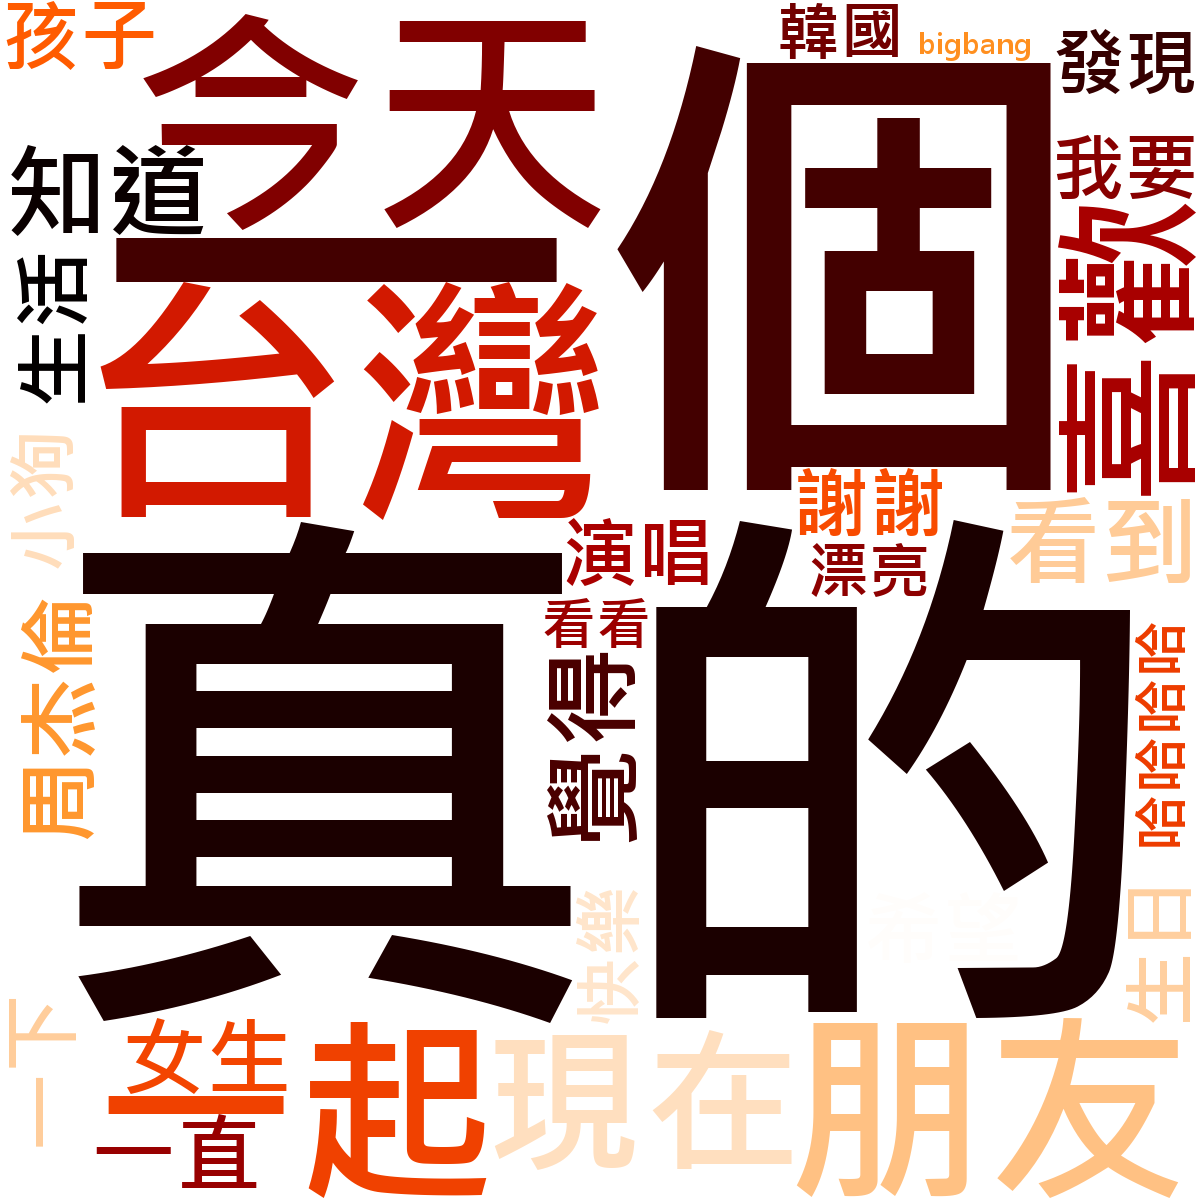 孩子
今天
一個
韓國
bigbang
發現
知道
我要
喜歡
生活
台灣
小狗
謝謝
看到
演唱
漂亮
看看
真的
周杰倫
覺得
哈哈哈哈
快樂
希望
生日
一下
女生
一起
現在
朋友
一直